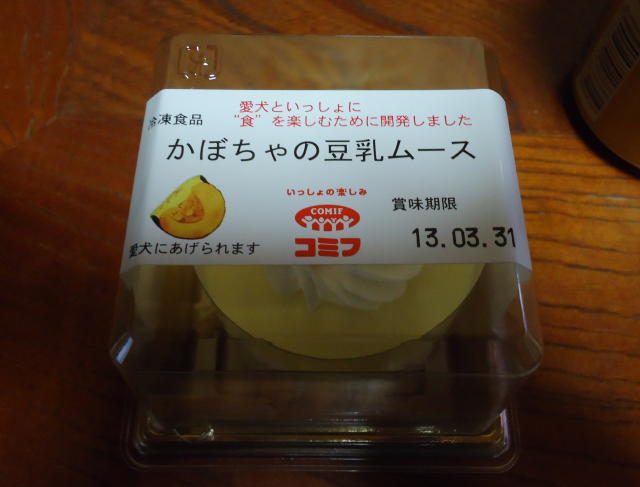 愛犬といっしょに
冷凍食品 “食”を楽しむために開発しました
かぼちゃの豆乳ムース
いっしょの楽しみ
COMIF
コミフ
賞味期限
13.03.31
愛犬にあげられます